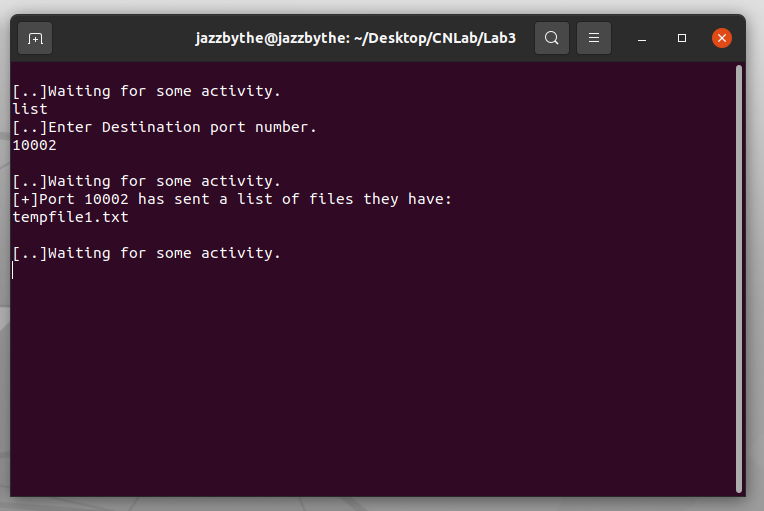 jazzbythe@jazzbythe: ~/Desktop/CNLab/Lab3
[..]Waiting for some activity.
list
[..]Enter Destination port number.
10002
[..]Waiting for some activity.
[+]Port 10002 has sent a list of files they have:
tempfile1.txt
[..]Waiting for some activity.